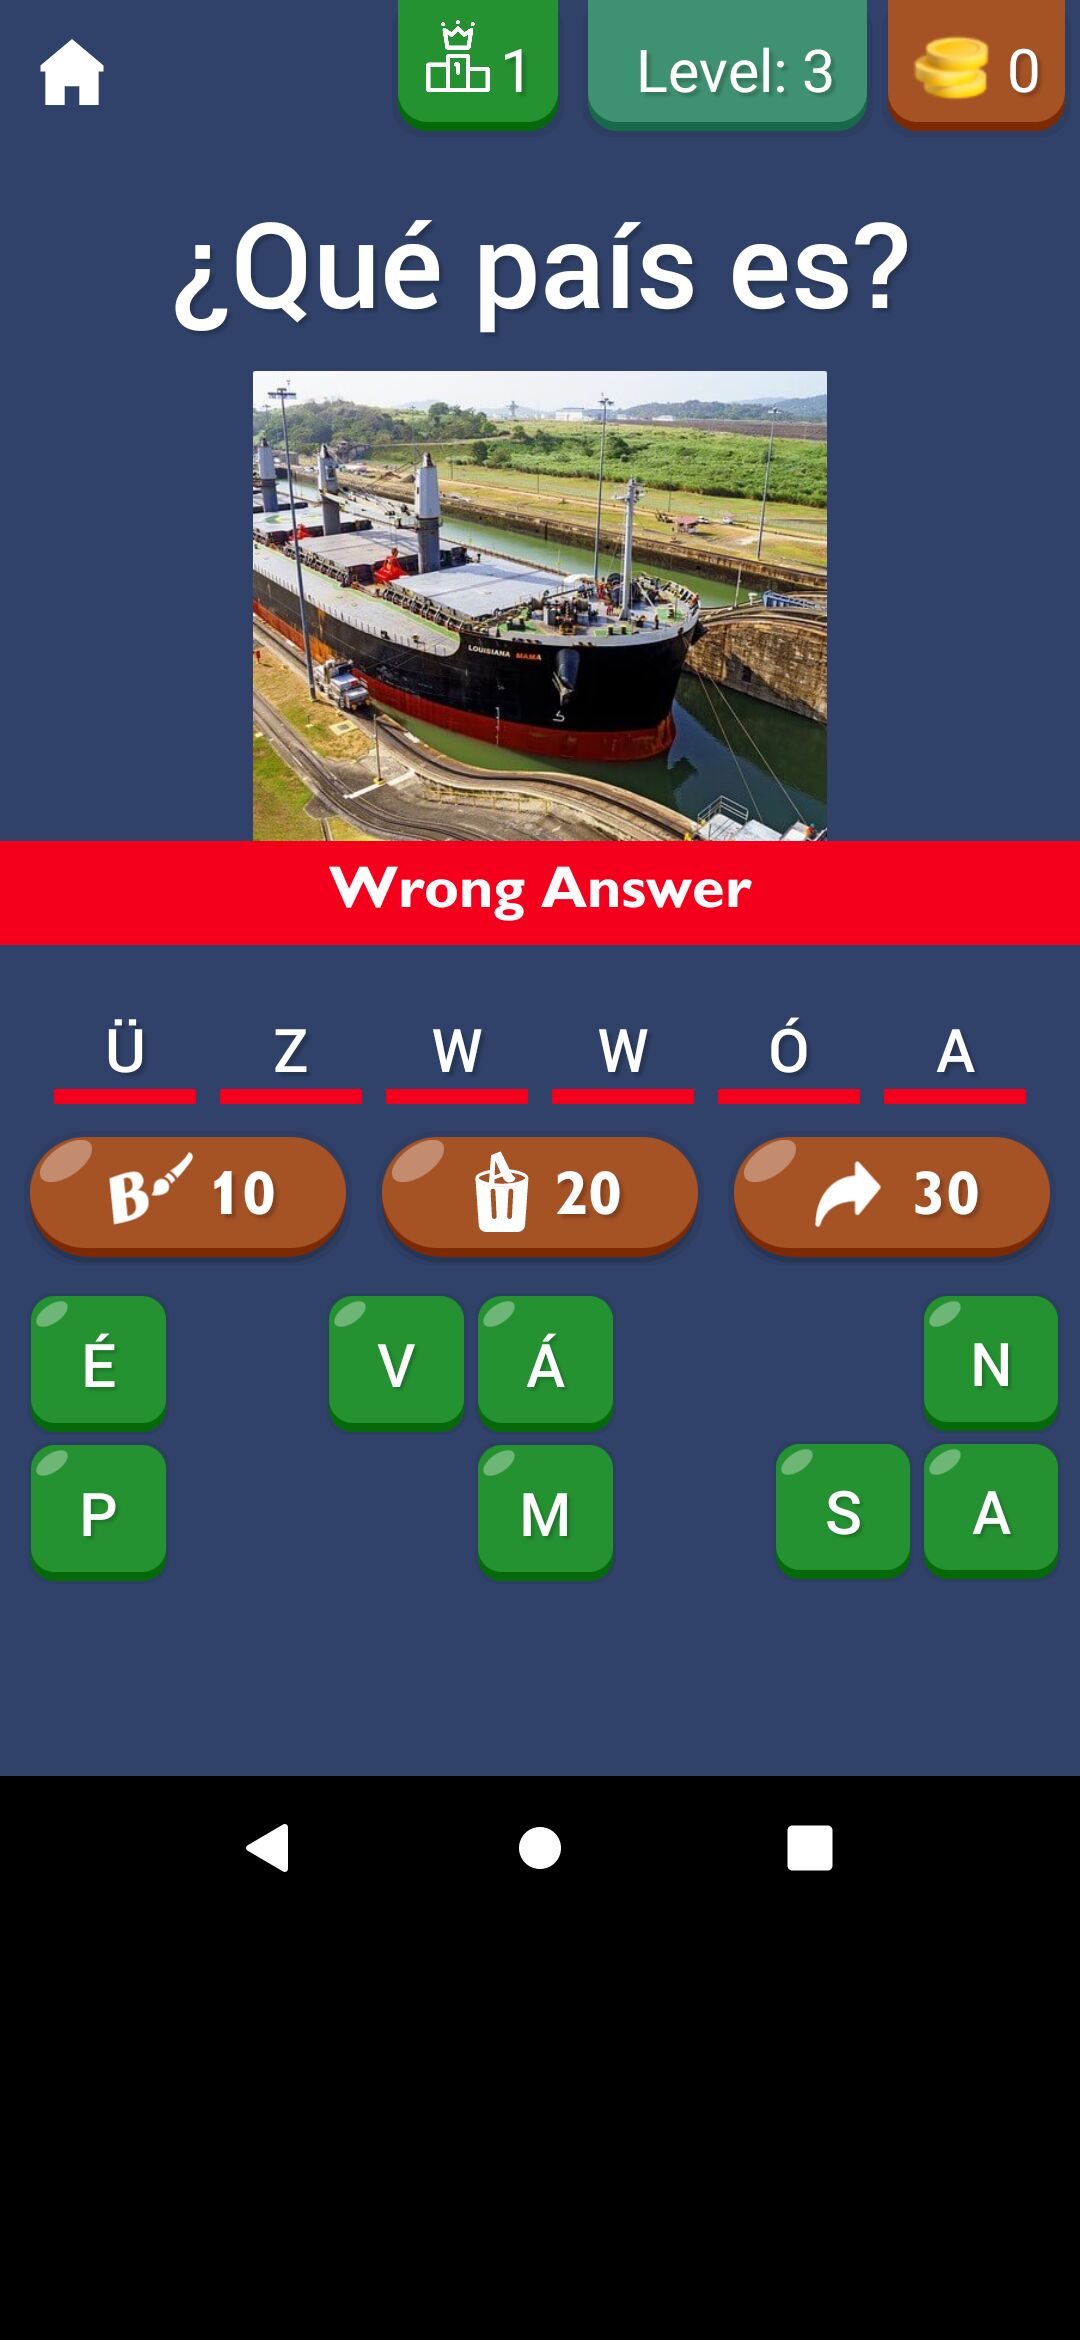 1 Level: 3 0
¿Qué país es?
LOUISIANA MAMA
Wrong Answer
Ü Z W W Ó A
B 10 20 30
É V Á N
P M S A